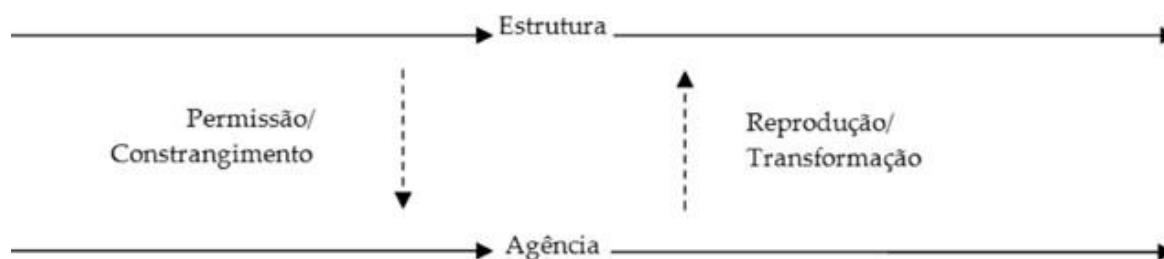 Estrutura
Permissão/
Constrangimento
Reprodução/
Transformação
Agência